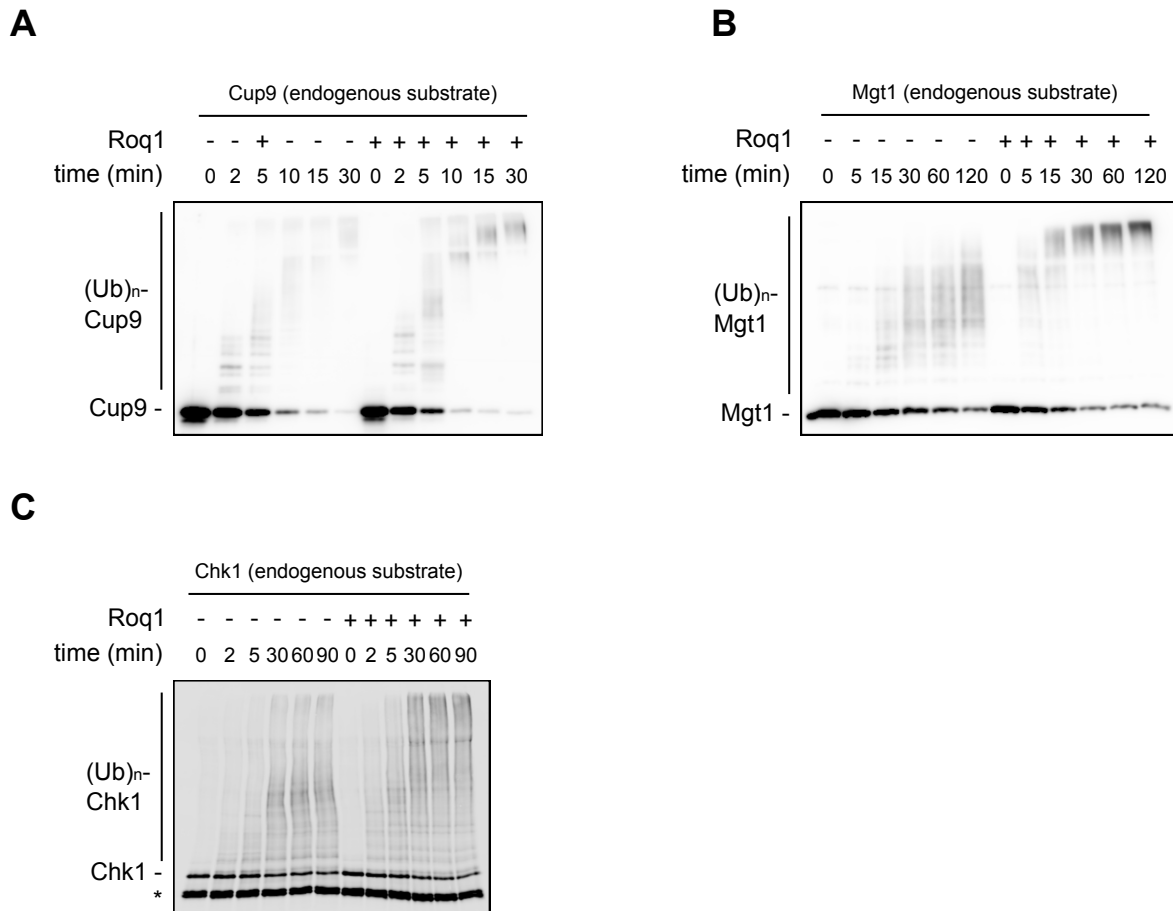 A
Cup9 (endogenous substrate)
Roq1 - - + - - - + + + + + +
time (min) 0 2 5 10 15 30 0 2 5 10 15 30
(Ub)n-
Cup9
Cup9 -
B
Mgt1 (endogenous substrate)
Roq1 - - - - - - + + + + + +
time (min) 0 5 15 30 60 120 0 5 15 30 60 120
(Ub)n-
Mgt1
Mgt1 -
C
Chk1 (endogenous substrate)
Roq1 - - - - - - + + + + + +
time (min) 0 2 5 30 60 90 0 2 5 30 60 90
(Ub)n-
Chk1
Chk1 -
*